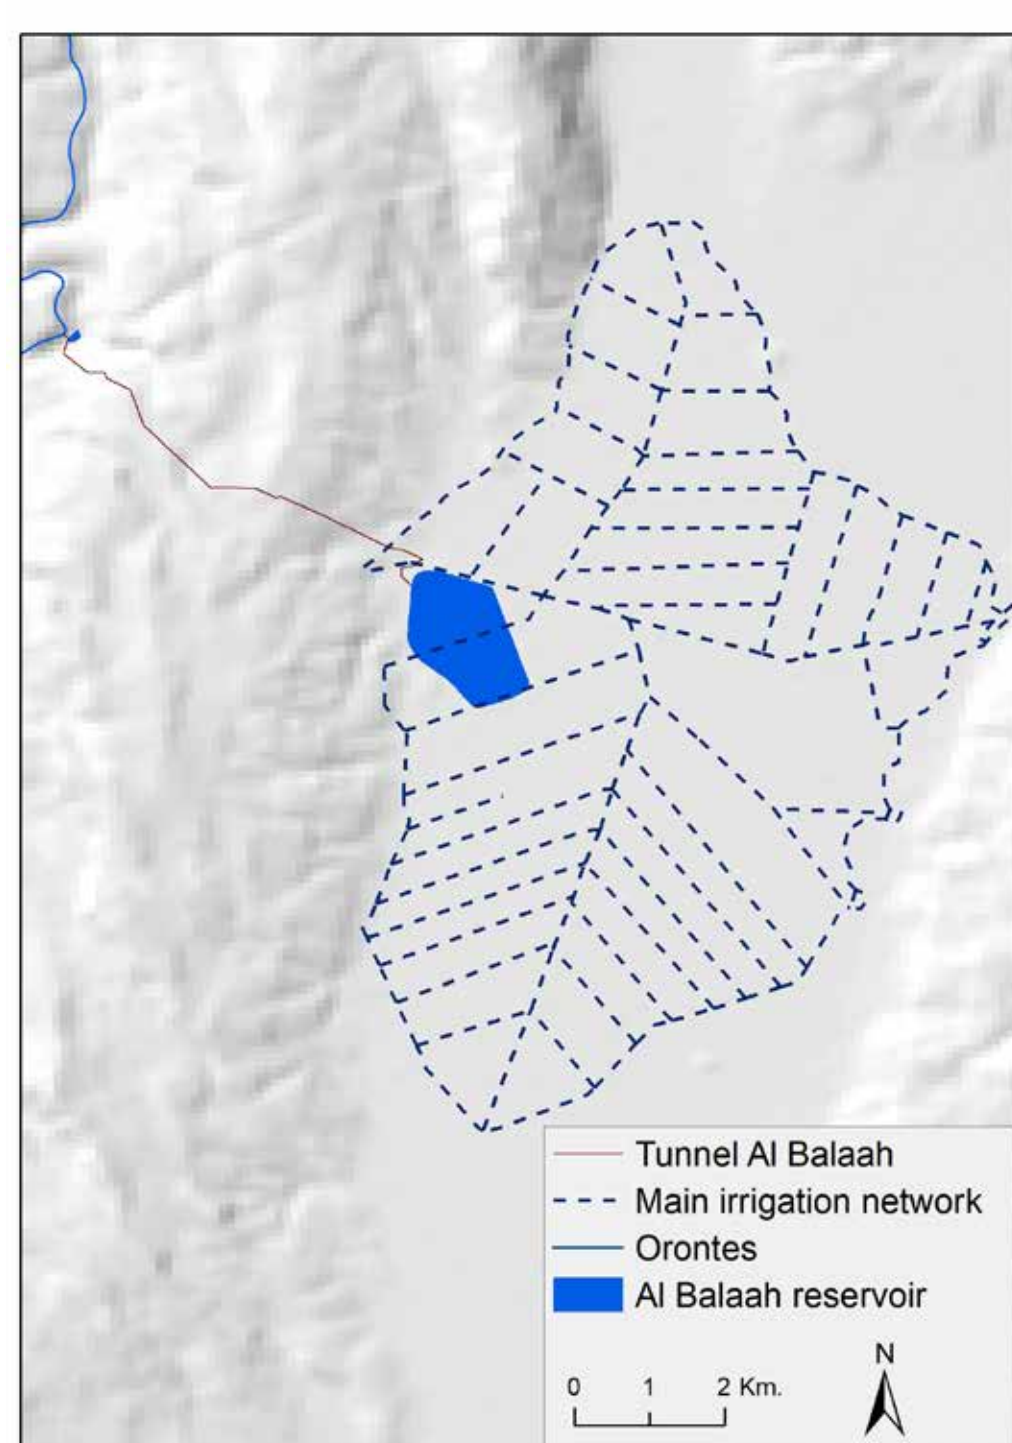 Tunnel Al Balaah
Main irrigation network
Orontes
Al Balaah reservoir
N
0 1 2 Km.